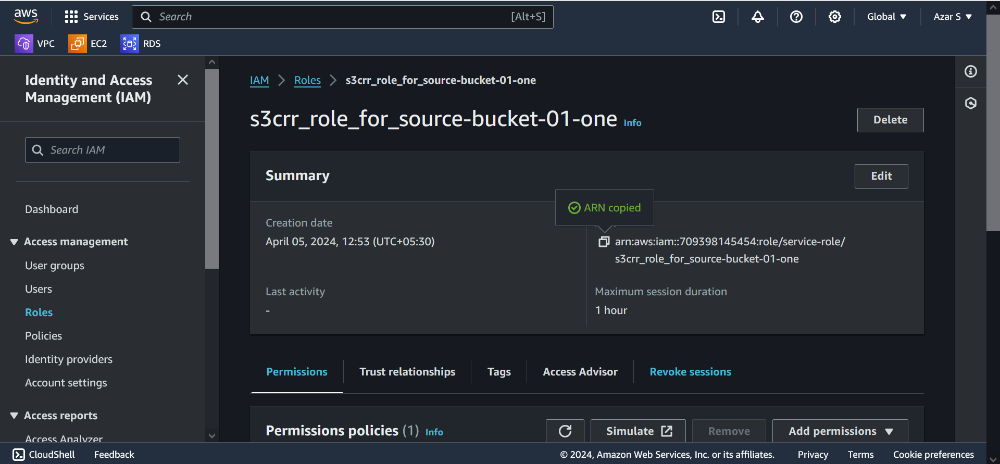 aws
Services
Search
[Alt+S]
Global
Azar S
VPC
EC2
RDS
Identity and Access
Management (IAM)
Search IAM
Dashboard
Access management
User groups
Users
Roles
Policies
Identity providers
Account settings
Access reports
Access Analyzer
IAM
Roles
s3crr_role_for_source-bucket-01-one
s3crr_role_for_source-bucket-01-one Info
Delete
Summary
Edit
ARN copied
Creation date
April 05, 2024, 12:53 (UTC+05:30)
arn:aws:iam::709398145454:role/service-role/
s3crr_role_for_source-bucket-01-one
Last activity
-
Maximum session duration
1 hour
Permissions
Trust relationships
Tags
Access Advisor
Revoke sessions
Permissions policies (1) Info
Simulate
Remove
Add permissions
CloudShell
Feedback
© 2024, Amazon Web Services, Inc. or its affiliates.
Privacy
Terms
Cookie preferences